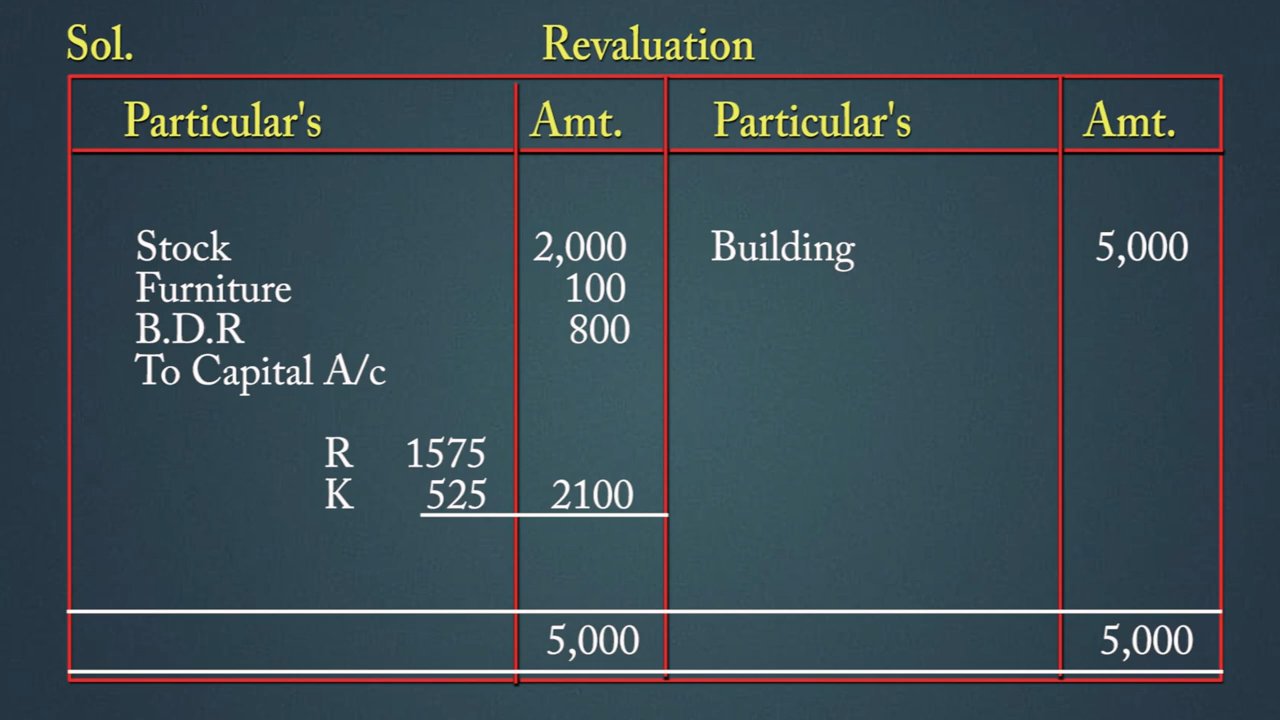 Sol. Revaluation
Particular's Amt. Particular's Amt.
Stock 2,000 Building 5,000
Furniture 100
B.D.R 800
To Capital A/c
R 1575
K 525 2100
5,000 5,000